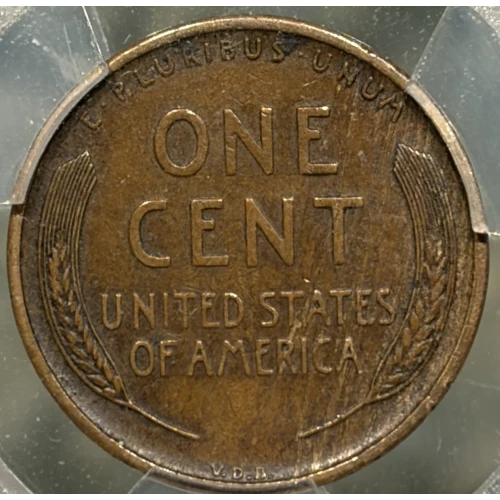 E · PLURIBUS · UNUM
ONE
CENT
UNITED STATES
OF AMERICA
V.D.B.